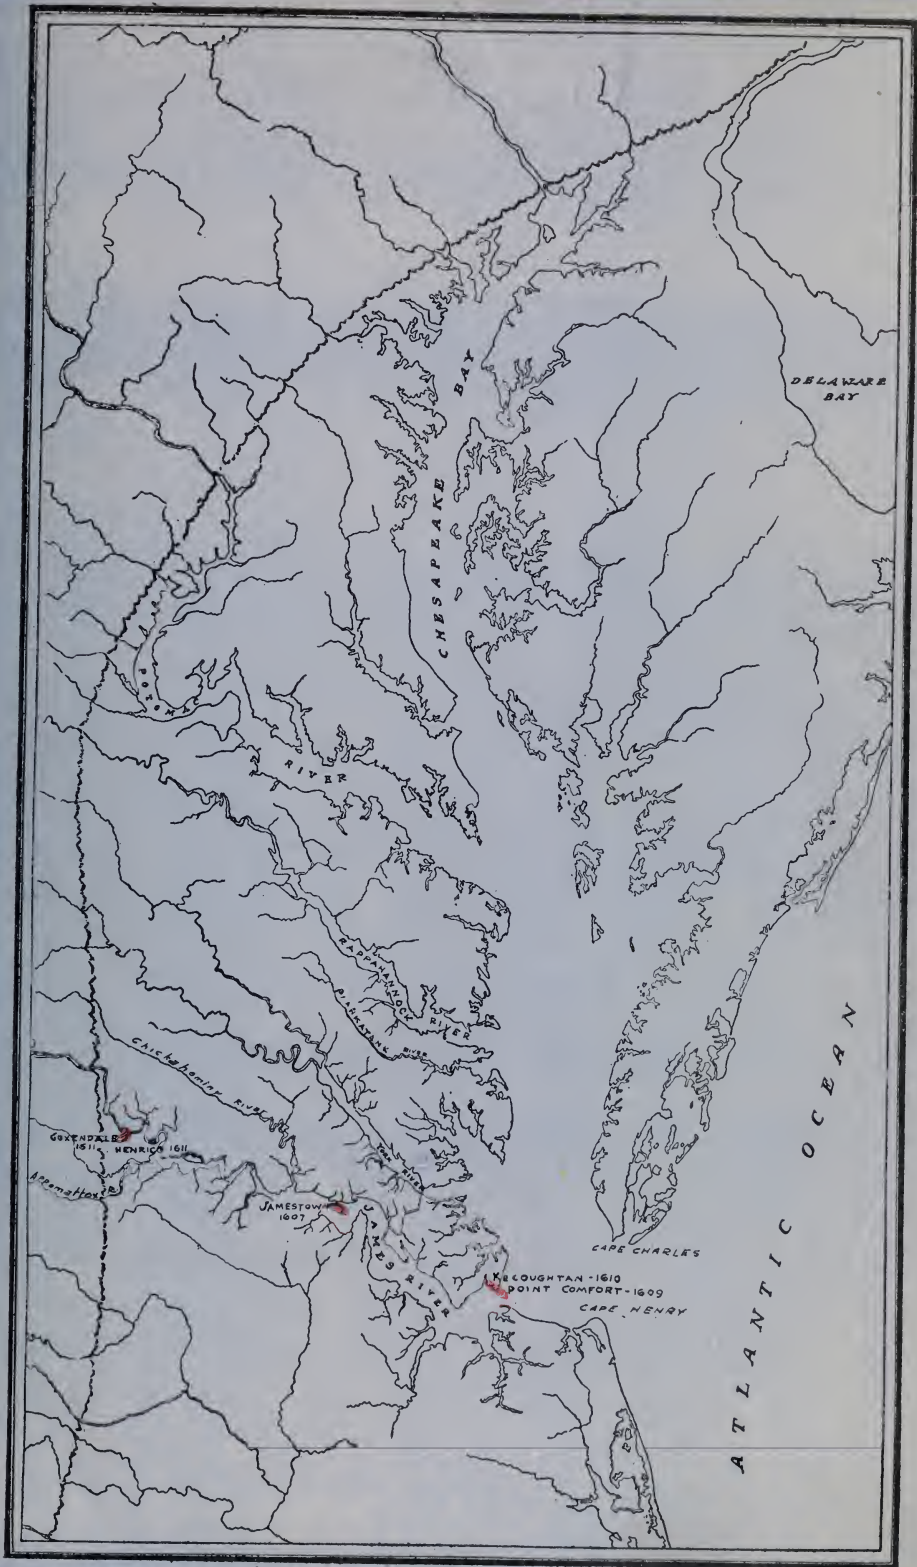 DELAWARE
BAY
CHESAPEAKE BAY
POTOMAC
RIVER
RAPPAHANNOCK RIVER
PIANKATANK RIVER
Chickahominy River
COXENDALE
1611
HENRICO 1611
Appomattox R
YORK RIVER
JAMESTOWN
1607
JAMES RIVER
CAPE CHARLES
KECOUGHTAN - 1610
POINT COMFORT - 1609
CAPE HENRY
ATLANTIC OCEAN